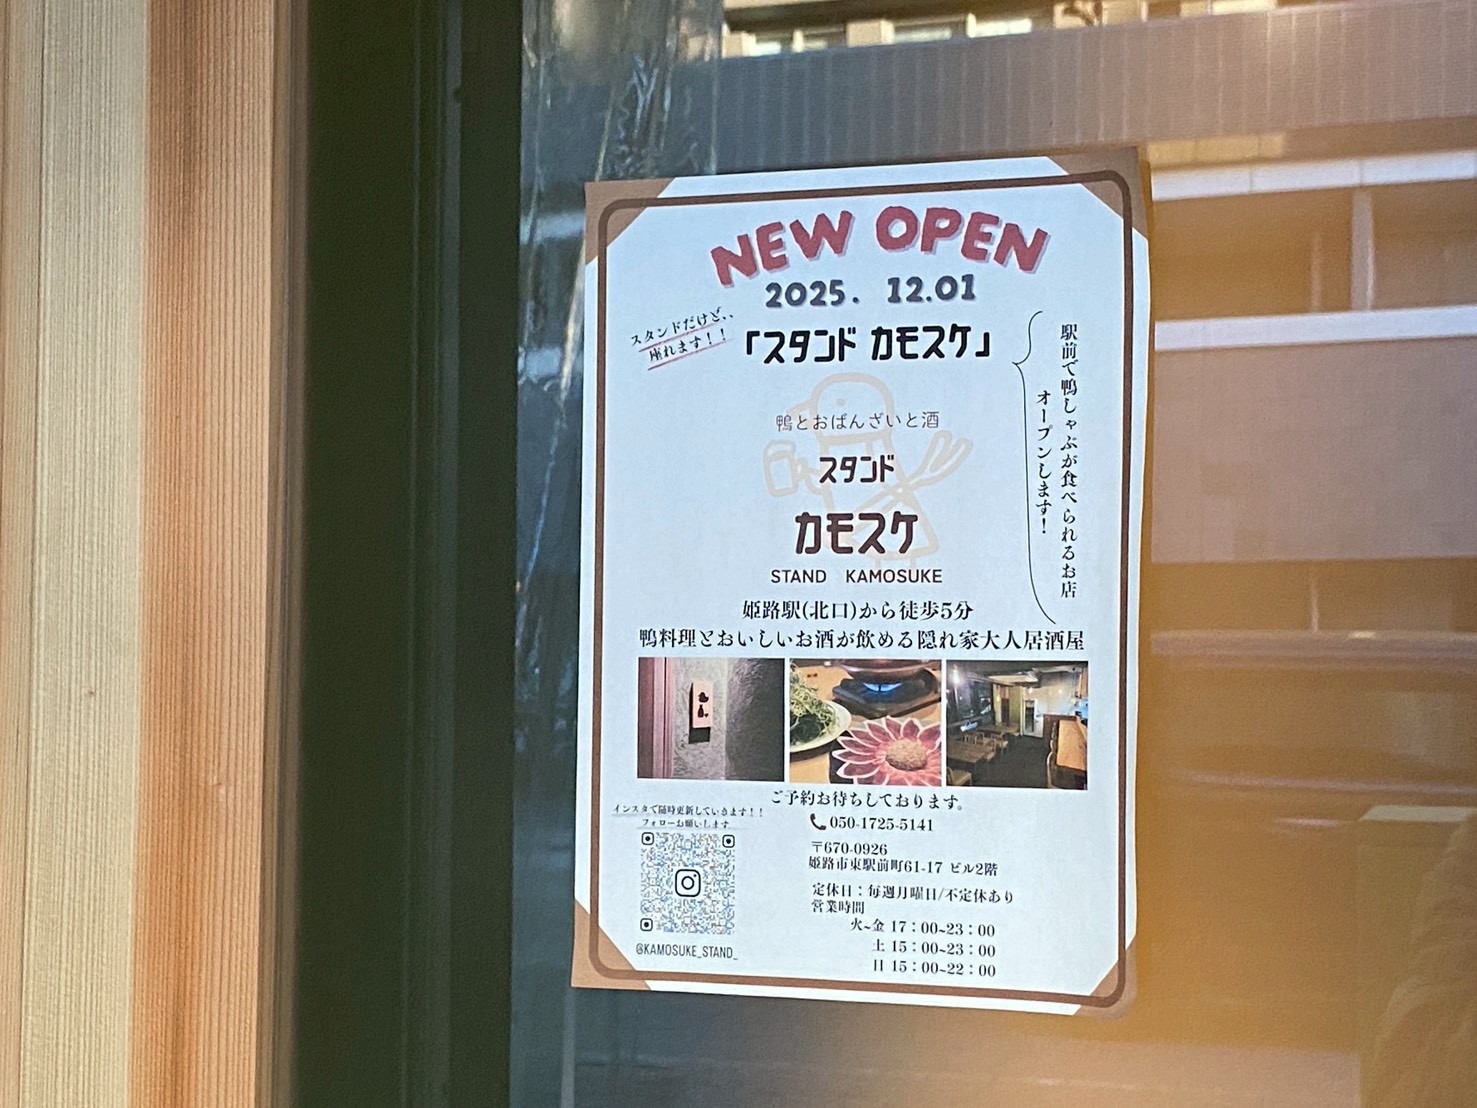 NEW OPEN
2025. 12.01
スタンドだけど、、
座れます！！
「スタンド カモスケ」
駅前で鴨しゃぶが食べられるお店
オープンします！
鴨とおばんざいと酒
スタンド
カモスケ
STAND KAMOSUKE
姫路駅(北口)から徒歩5分
鴨料理とおいしいお酒が飲める隠れ家大人居酒屋
ご予約お待ちしております。
050-1725-5141
インスタで随時更新していきます！！
フォローお願いします
@KAMOSUKE_STAND_
〒670-0926
姫路市東駅前町61-17 ビル2階
定休日：毎週月曜日/不定休あり
営業時間
火~金 17：00~23：00
土 15：00~23：00
日 15：00~22：00